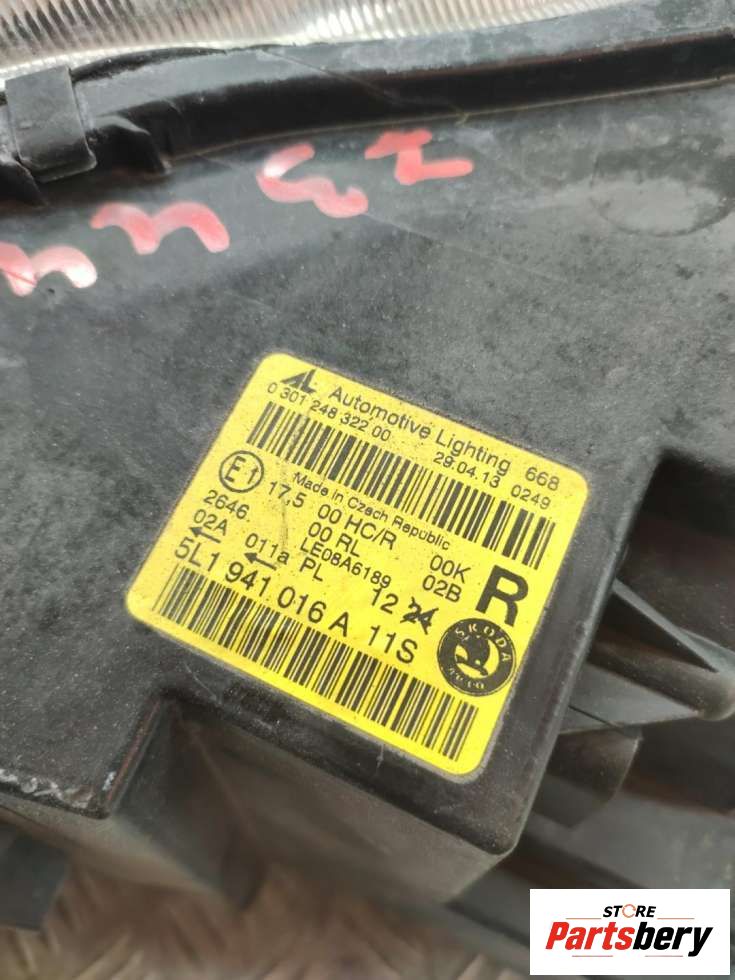 AL Automotive Lighting 668
0 301 248 322 00 29.04.13 0249
Made in Czech Republic
E1 17,5 00 HC/R 00K
2646. 00 RL 02B R
02A ← 011a LE08A6189
← PL 12 24
5L1 941 016 A 11S
SKODA
AUTO
STORE
Partsbery